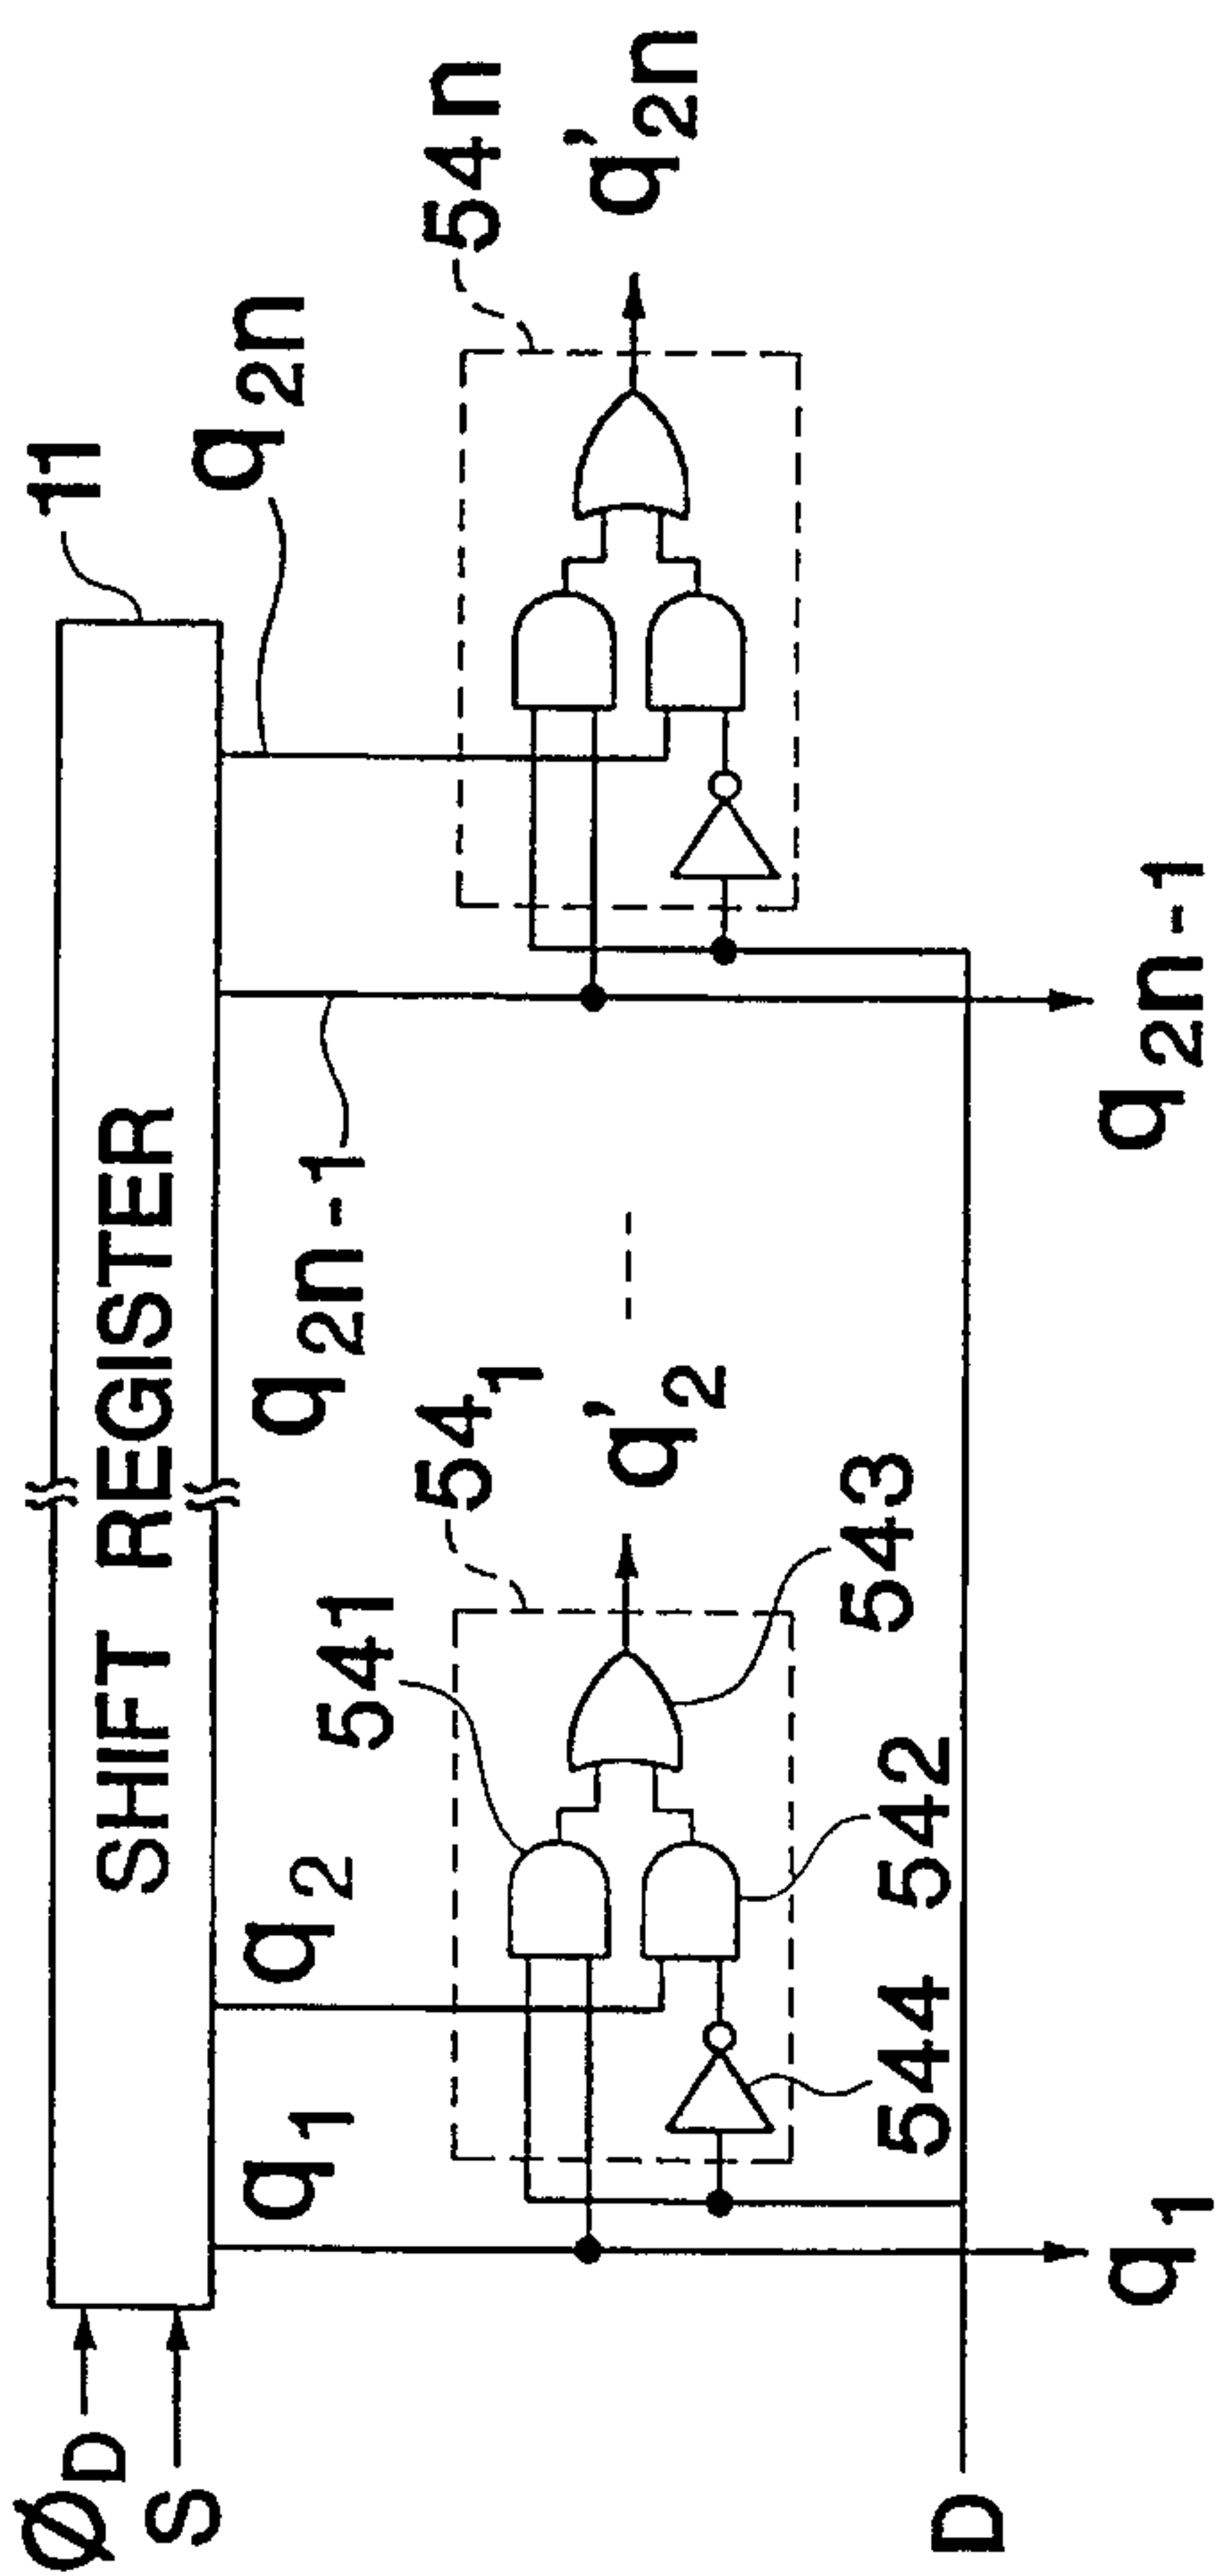 11
SHIFT REGISTER
ØD
S
q1
q2
q2n-1
q2n
541
541
54n
q'2
q'2n
543
542
544
D
q1
q2n-1